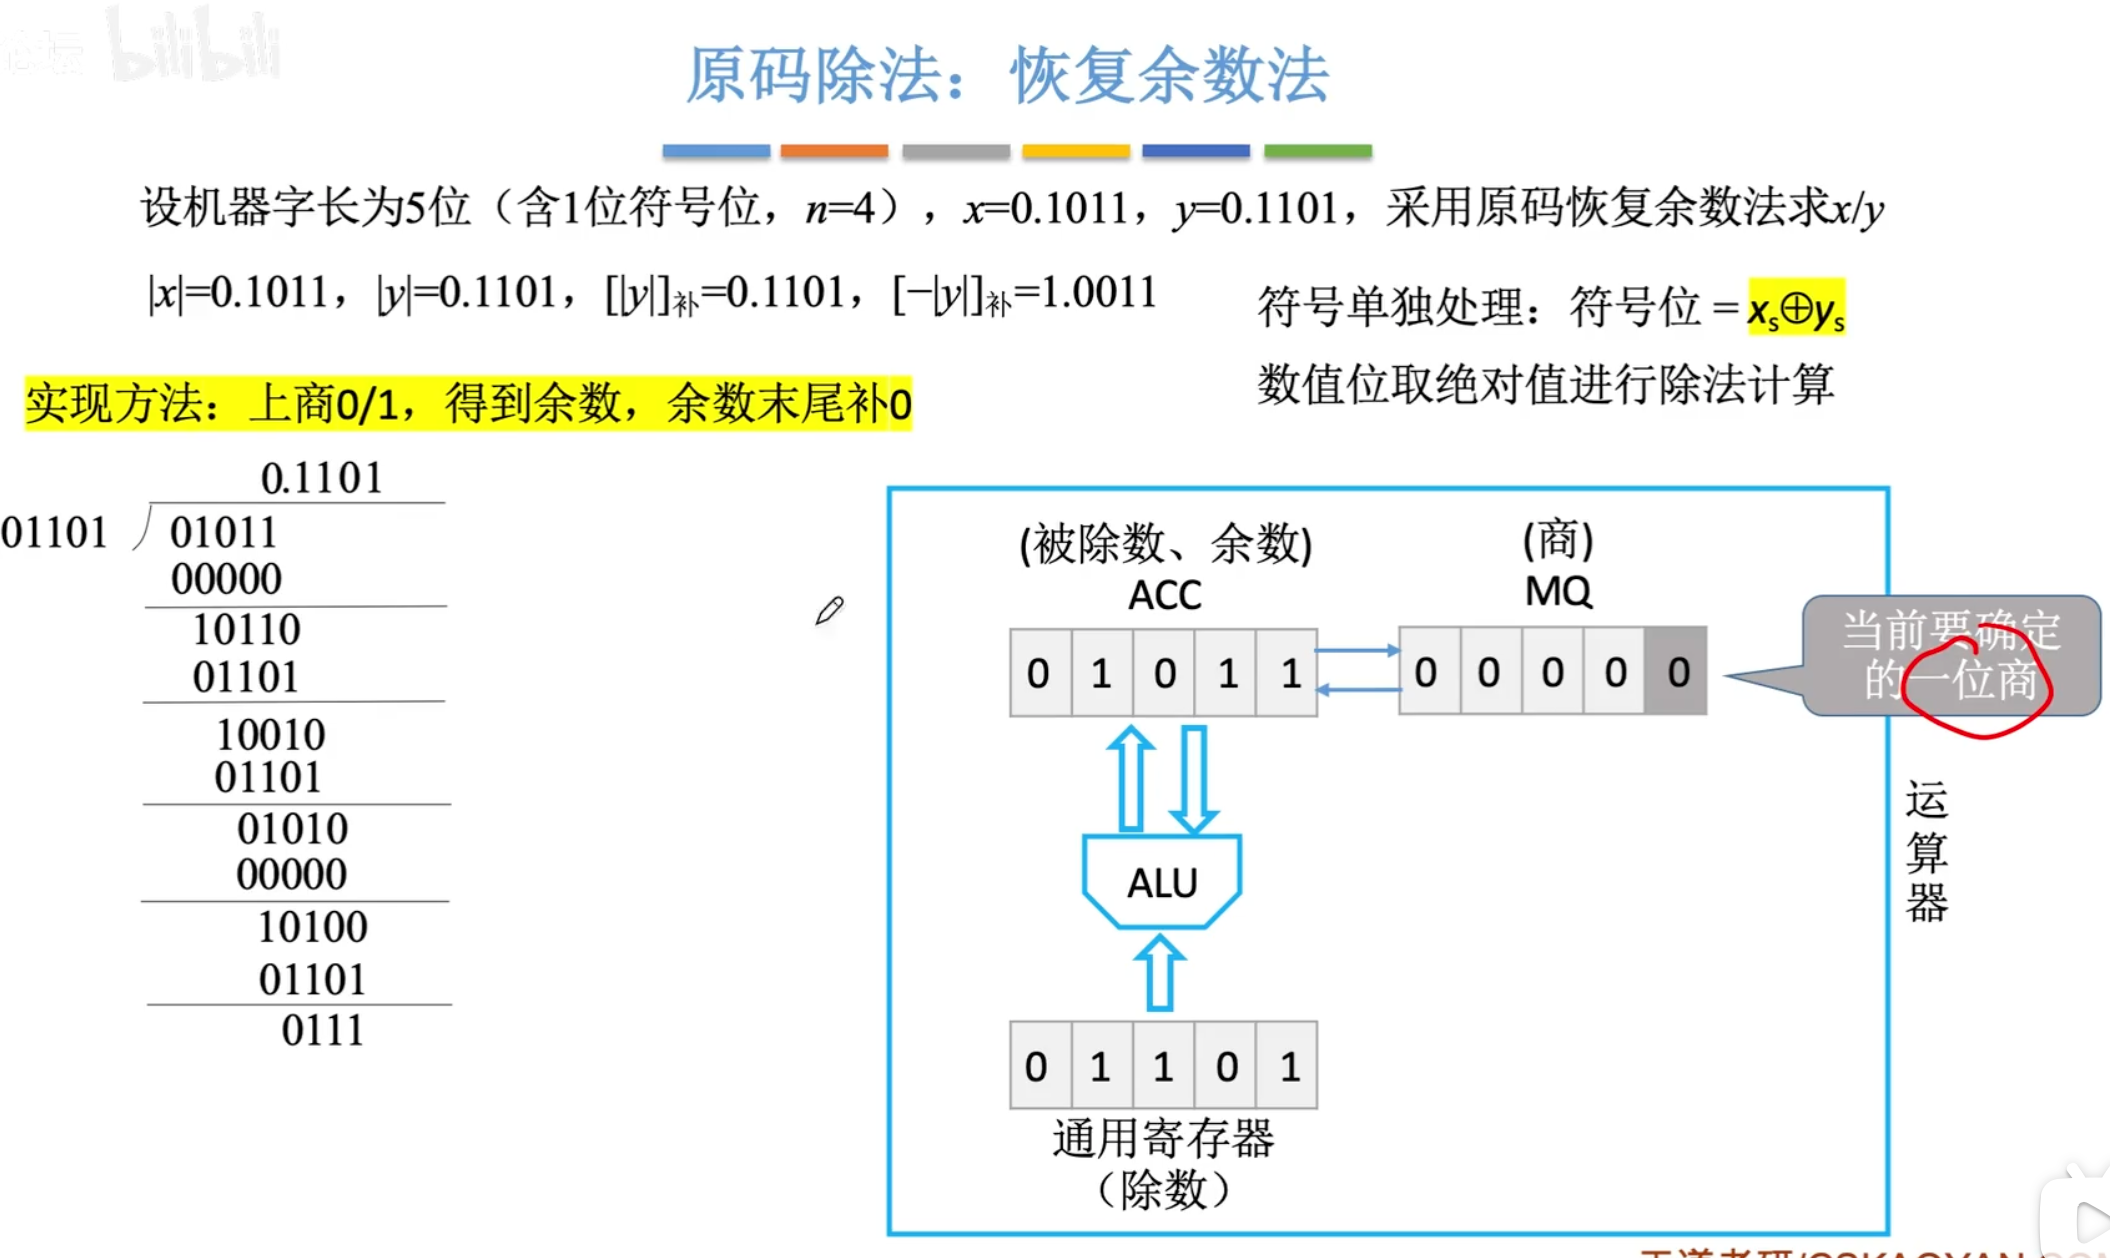 bilibili
原码除法：恢复余数法
设机器字长为5位（含1位符号位，n=4），x=0.1011，y=0.1101，采用原码恢复余数法求x/y
|x|=0.1011，|y|=0.1101，[|y|]补=0.1101，[−|y|]补=1.0011
符号单独处理：符号位 = xs⊕ys
数值位取绝对值进行除法计算
实现方法：上商0/1，得到余数，余数末尾补0
0.1101
01101 01011
00000
10110
01101
10010
01101
01010
00000
10100
01101
0111
(被除数、余数)
ACC
0 1 0 1 1
(商)
MQ
0 0 0 0 0
当前要确定
的一位商
ALU
0 1 1 0 1
通用寄存器
（除数）
运
算
器